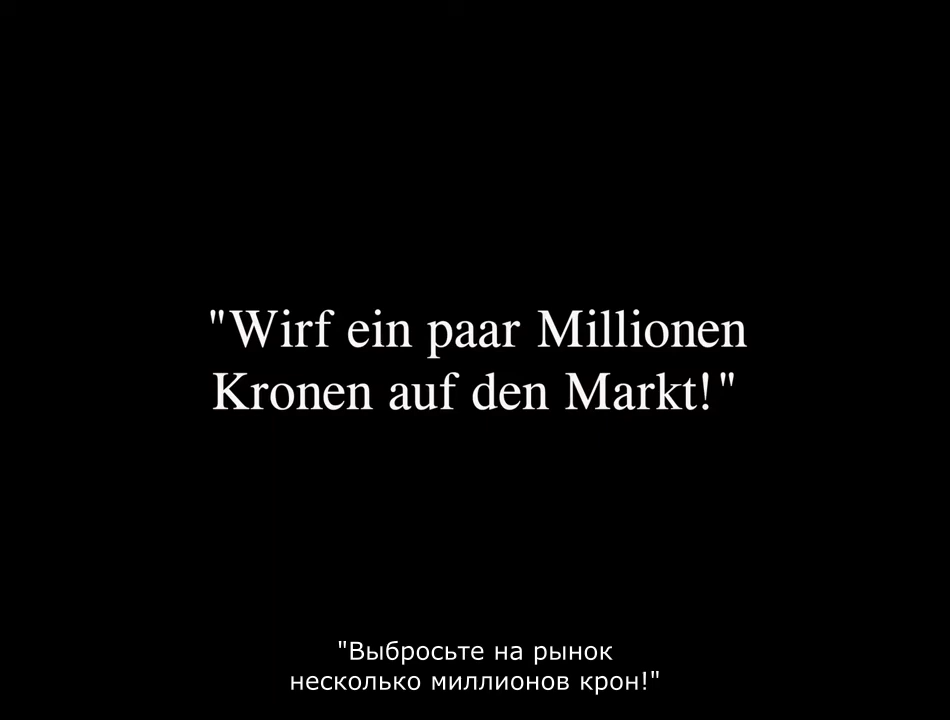 "Wirf ein paar Millionen
Kronen auf den Markt!"
"Выбросьте на рынок
несколько миллионов крон!"